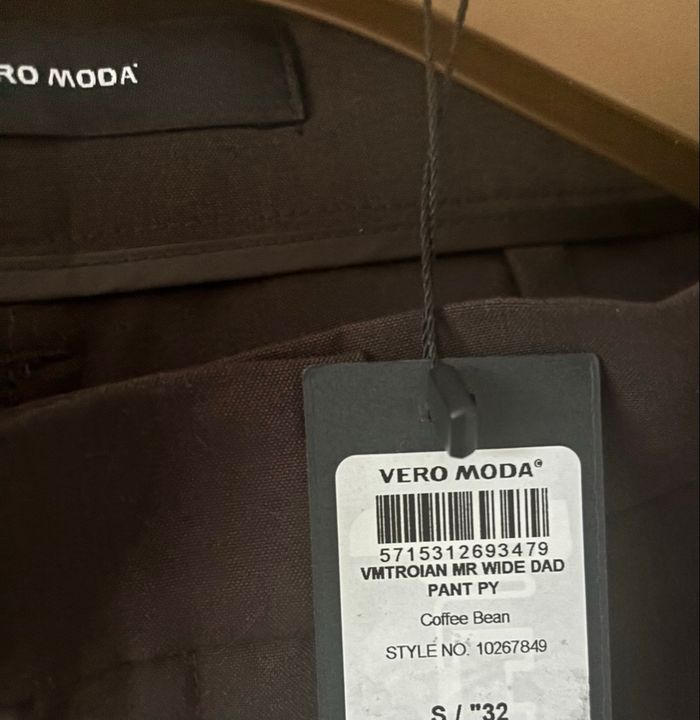 RO MODA
VERO MODA©
5715312693479
VMTROIAN MR WIDE DAD
PANT PY
Coffee Bean
STYLE NO. 10267849
S / "32